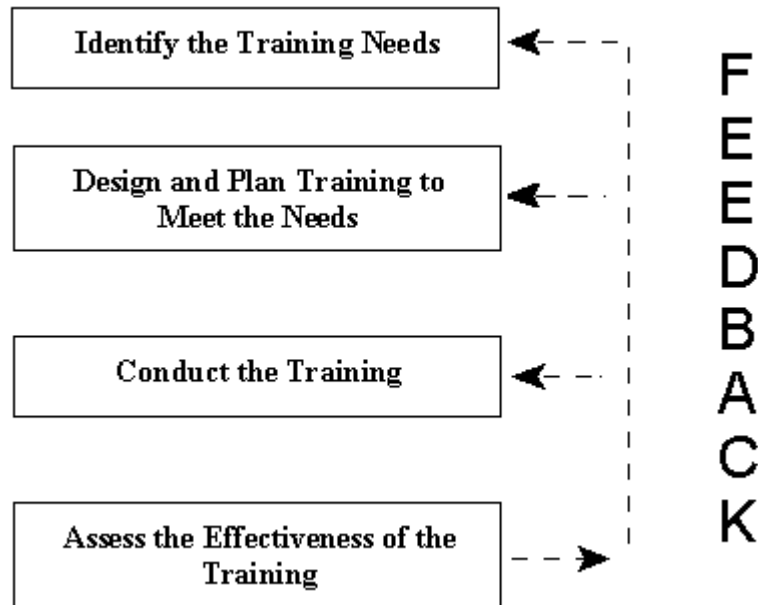 Identify the Training Needs
Design and Plan Training to
Meet the Needs
Conduct the Training
Assess the Effectiveness of the
Training
F
E
E
D
B
A
C
K